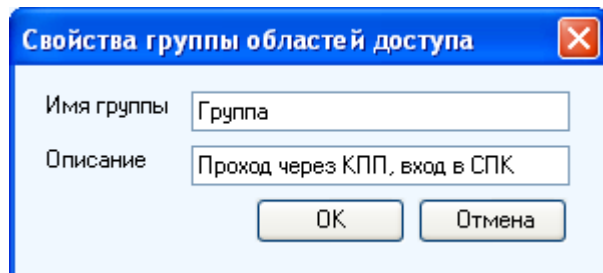 Свойства группы областей доступа
Имя группы Группа
Описание Проход через КПП, вход в СПК
OK Отмена